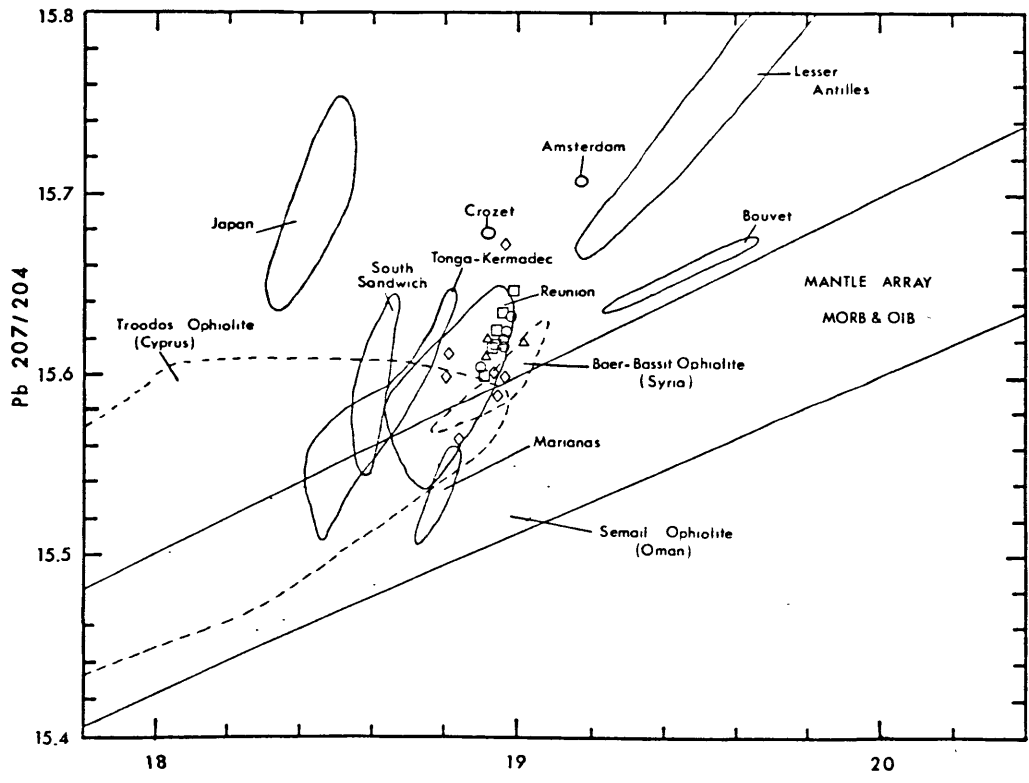 15.8
15.7
15.6
15.5
15.4
Pb 207/204
18
19
20
Lesser
Antilles
Amsterdam
Japan
Crozet
Bouvet
Tonga-Kermadec
South
Sandwich
Reunion
MANTLE ARRAY
MORB & OIB
Troodos Ophiolite
(Cyprus)
Baer-Bassit Ophiolite
(Syria)
Marianas
Semail Ophiolite
(Oman)